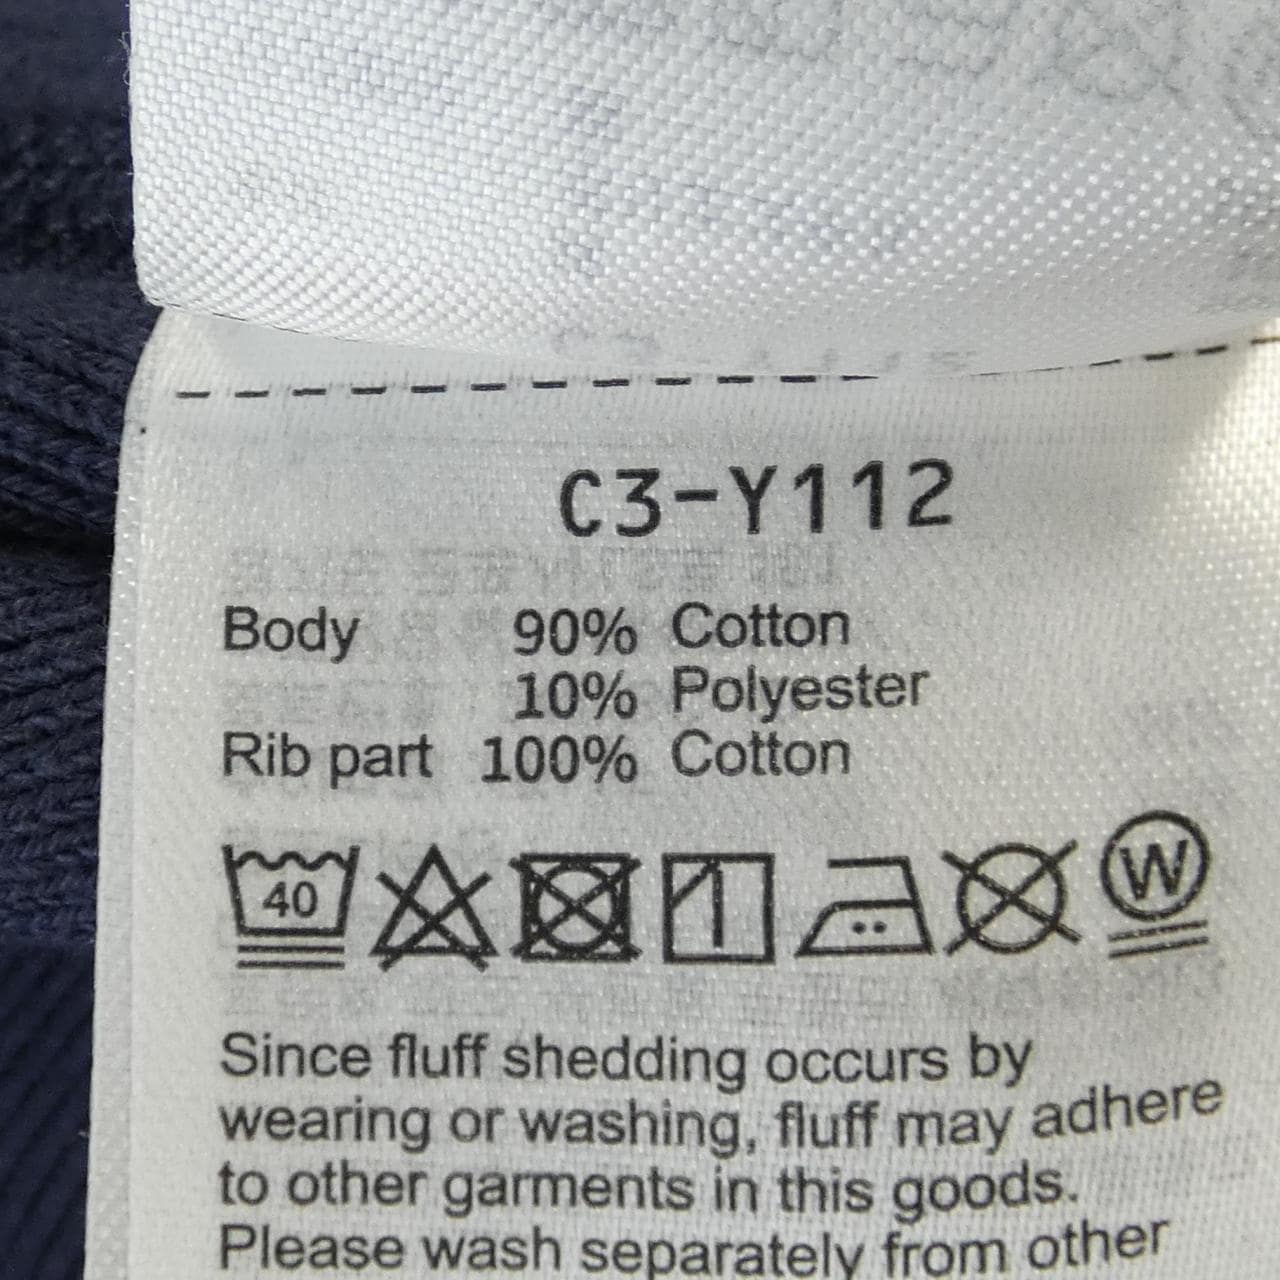 C3-Y112
Body 90% Cotton
10% Polyester
Rib part 100% Cotton
40 W
Since fluff shedding occurs by
wearing or washing, fluff may adhere
to other garments in this goods.
Please wash separately from other